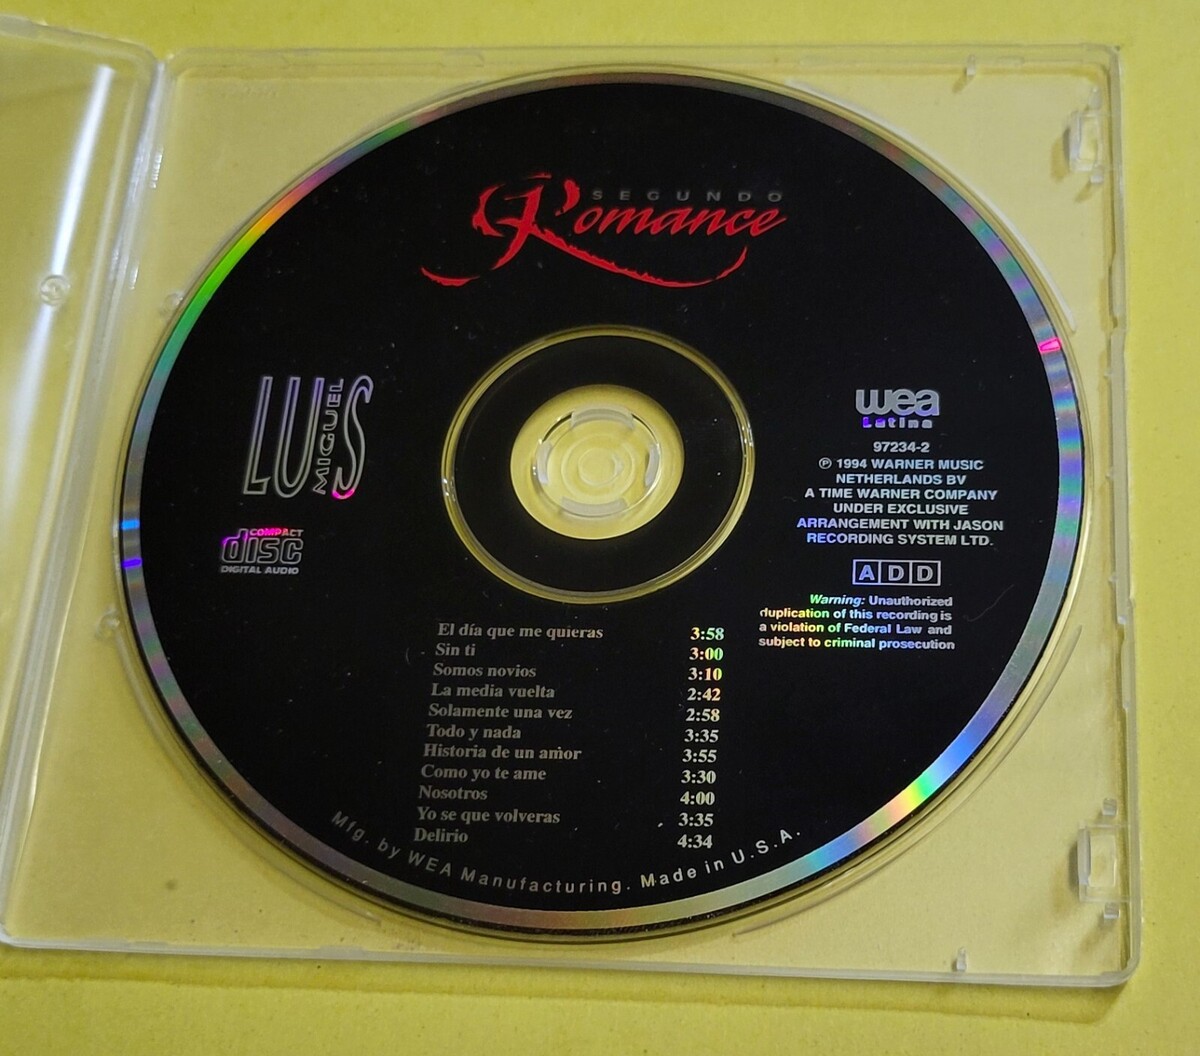 SEGUNDO
Romance
LUIS
MIGUEL
COMPACT
disc
DIGITAL AUDIO
wea
Latina
97234-2
℗ 1994 WARNER MUSIC
NETHERLANDS BV
A TIME WARNER COMPANY
UNDER EXCLUSIVE
ARRANGEMENT WITH JASON
RECORDING SYSTEM LTD.
ADD
Warning: Unauthorized
duplication of this recording is
a violation of Federal Law and
subject to criminal prosecution
El día que me quieras 3:58
Sin ti 3:00
Somos novios 3:10
La media vuelta 2:42
Solamente una vez 2:58
Todo y nada 3:35
Historia de un amor 3:55
Como yo te ame 3:30
Nosotros 4:00
Yo se que volveras 3:35
Delirio 4:34
Mfg. by WEA Manufacturing. Made in U.S.A.